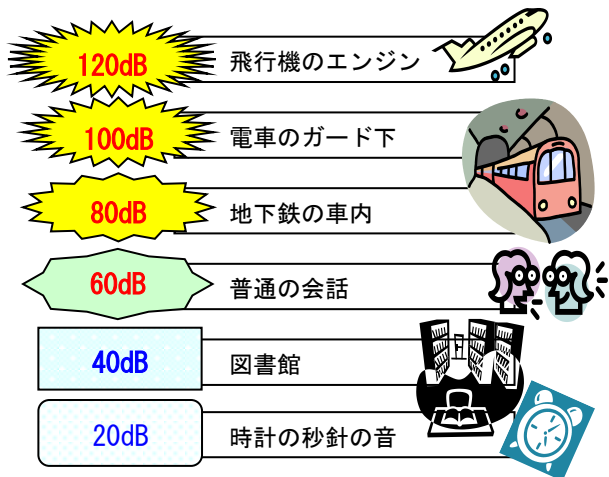 120dB 飛行機のエンジン
100dB 電車のガード下
80dB 地下鉄の車内
60dB 普通の会話
40dB 図書館
20dB 時計の秒針の音